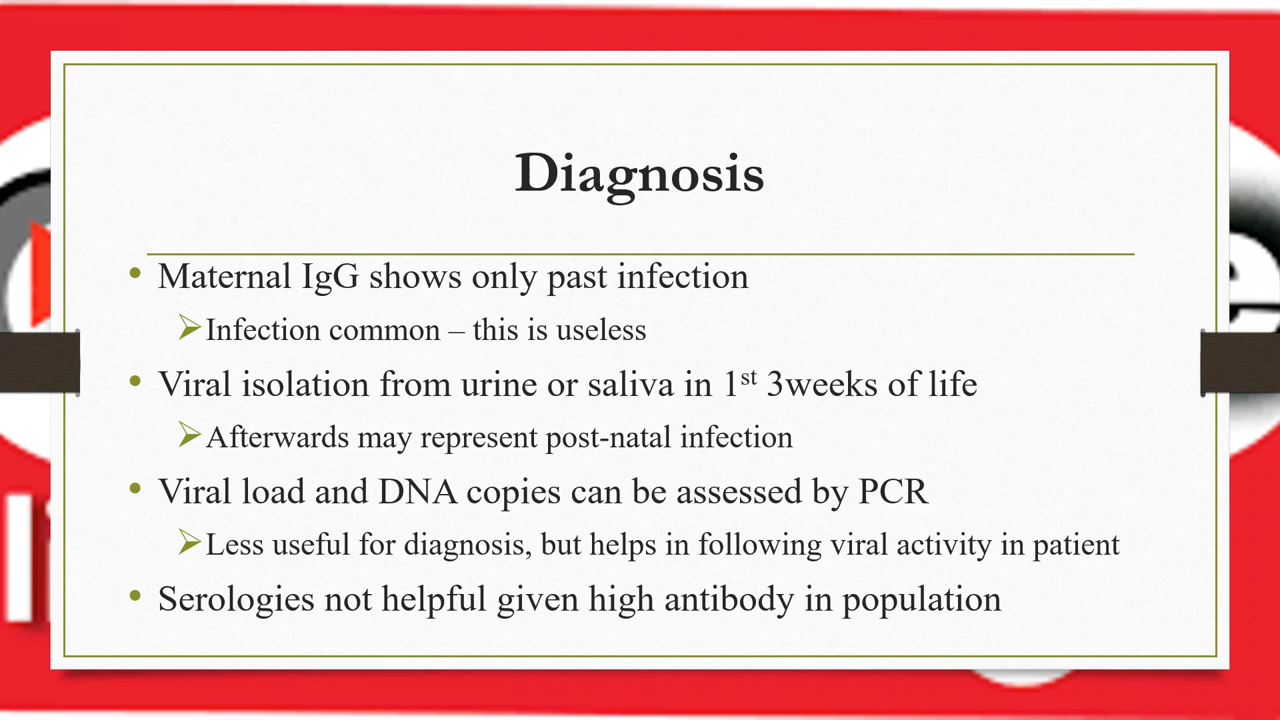 Diagnosis
• Maternal IgG shows only past infection
➢Infection common – this is useless
• Viral isolation from urine or saliva in 1st 3weeks of life
➢Afterwards may represent post-natal infection
• Viral load and DNA copies can be assessed by PCR
➢Less useful for diagnosis, but helps in following viral activity in patient
• Serologies not helpful given high antibody in population